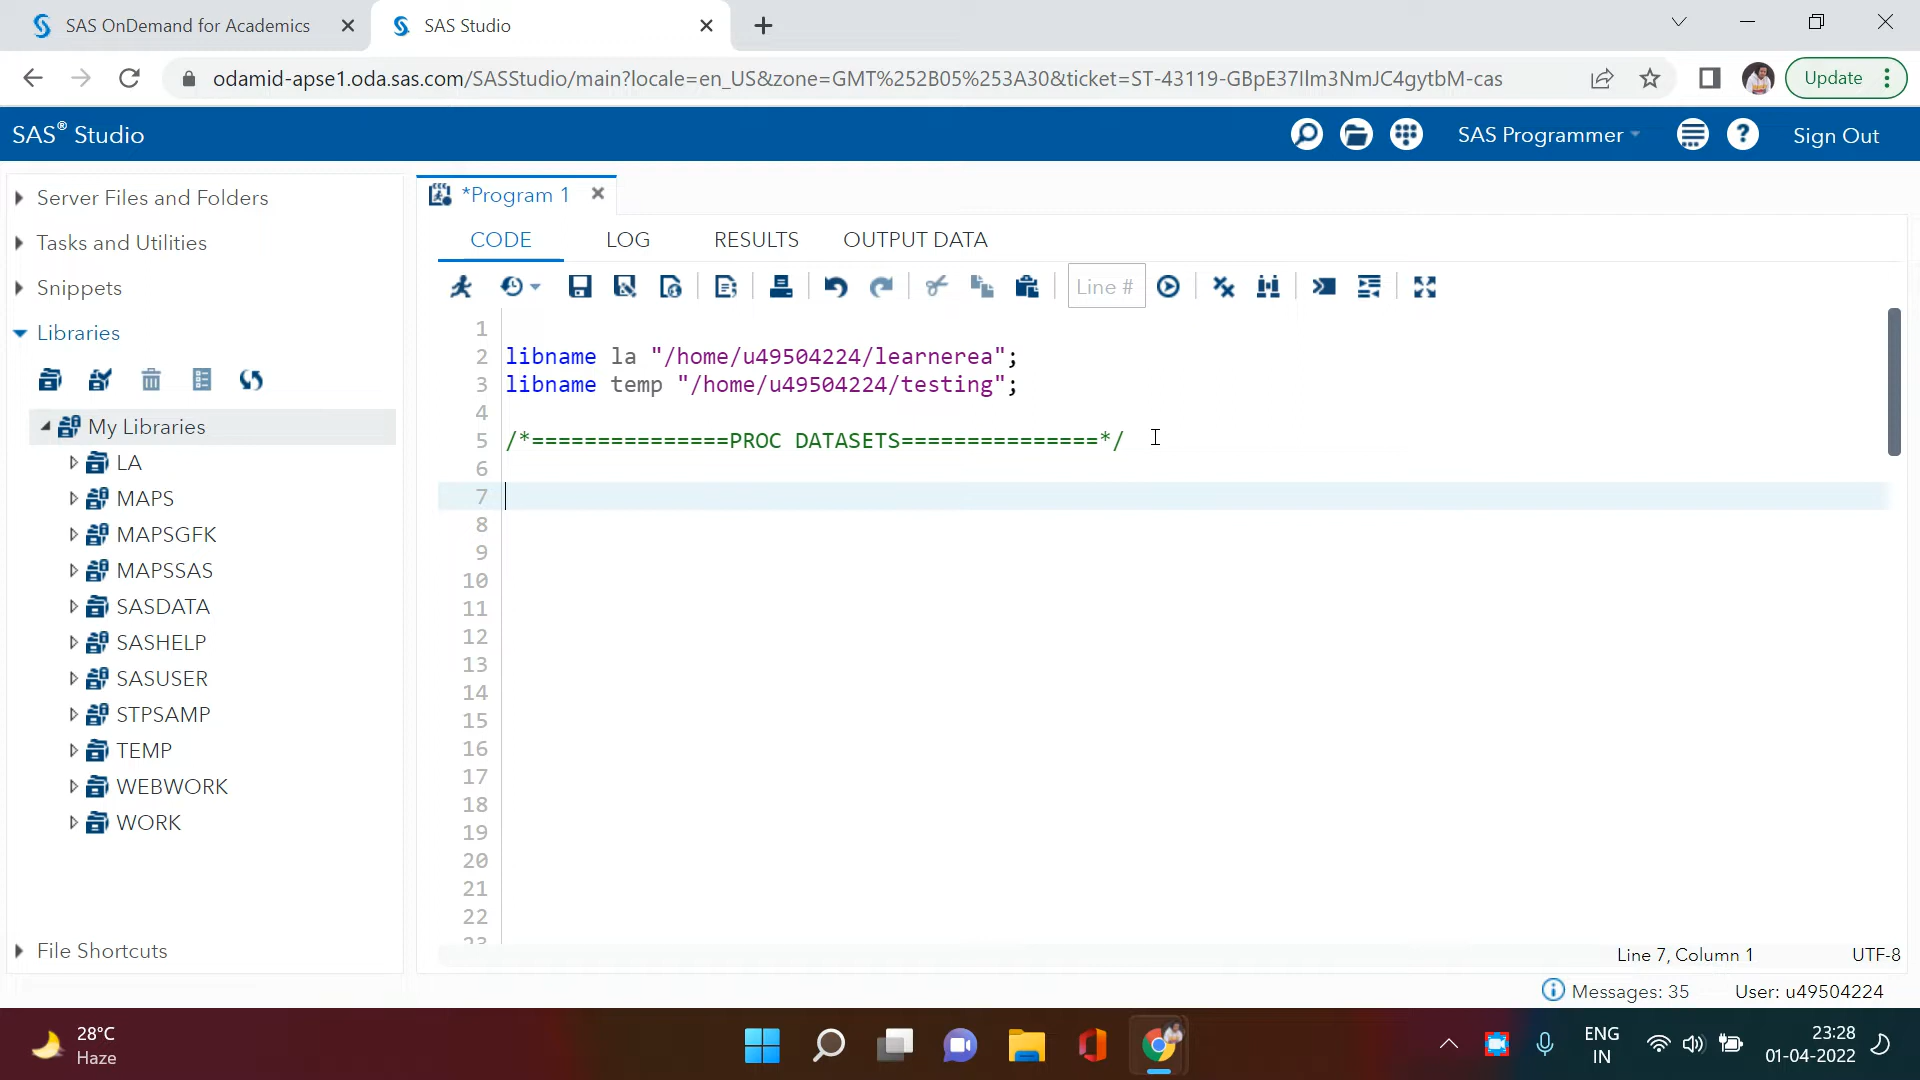 SAS OnDemand for Academics
SAS Studio
odamid-apse1.oda.sas.com/SASStudio/main?locale=en_US&zone=GMT%252B05%253A30&ticket=ST-43119-GBpE37Ilm3NmJC4gytbM-cas
Update
SAS® Studio
SAS Programmer
Sign Out
Server Files and Folders
Tasks and Utilities
Snippets
Libraries
My Libraries
LA
MAPS
MAPSGFK
MAPSSAS
SASDATA
SASHELP
SASUSER
STPSAMP
TEMP
WEBWORK
WORK
File Shortcuts
*Program 1
CODE LOG RESULTS OUTPUT DATA
Line #
1
2 libname la "/home/u49504224/learnerea";
3 libname temp "/home/u49504224/testing";
4
5 /*===============PROC DATASETS===============*/
6
7
8
9
10
11
12
13
14
15
16
17
18
19
20
21
22
23
Line 7, Column 1 UTF-8
Messages: 35 User: u49504224
28°C
Haze
ENG
IN
23:28
01-04-2022